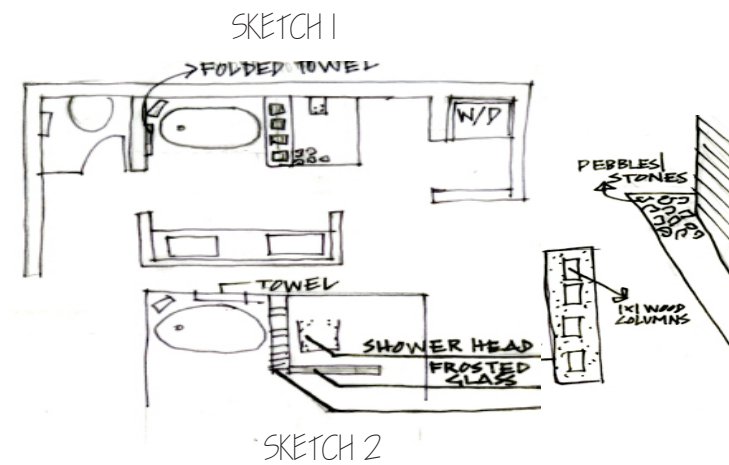 SKETCH 1
FOLDED TOWEL
W/D
PEBBLES/
STONES
TOWEL
1X1 WOOD
COLUMNS
SHOWER HEAD
FROSTED
GLASS
SKETCH 2